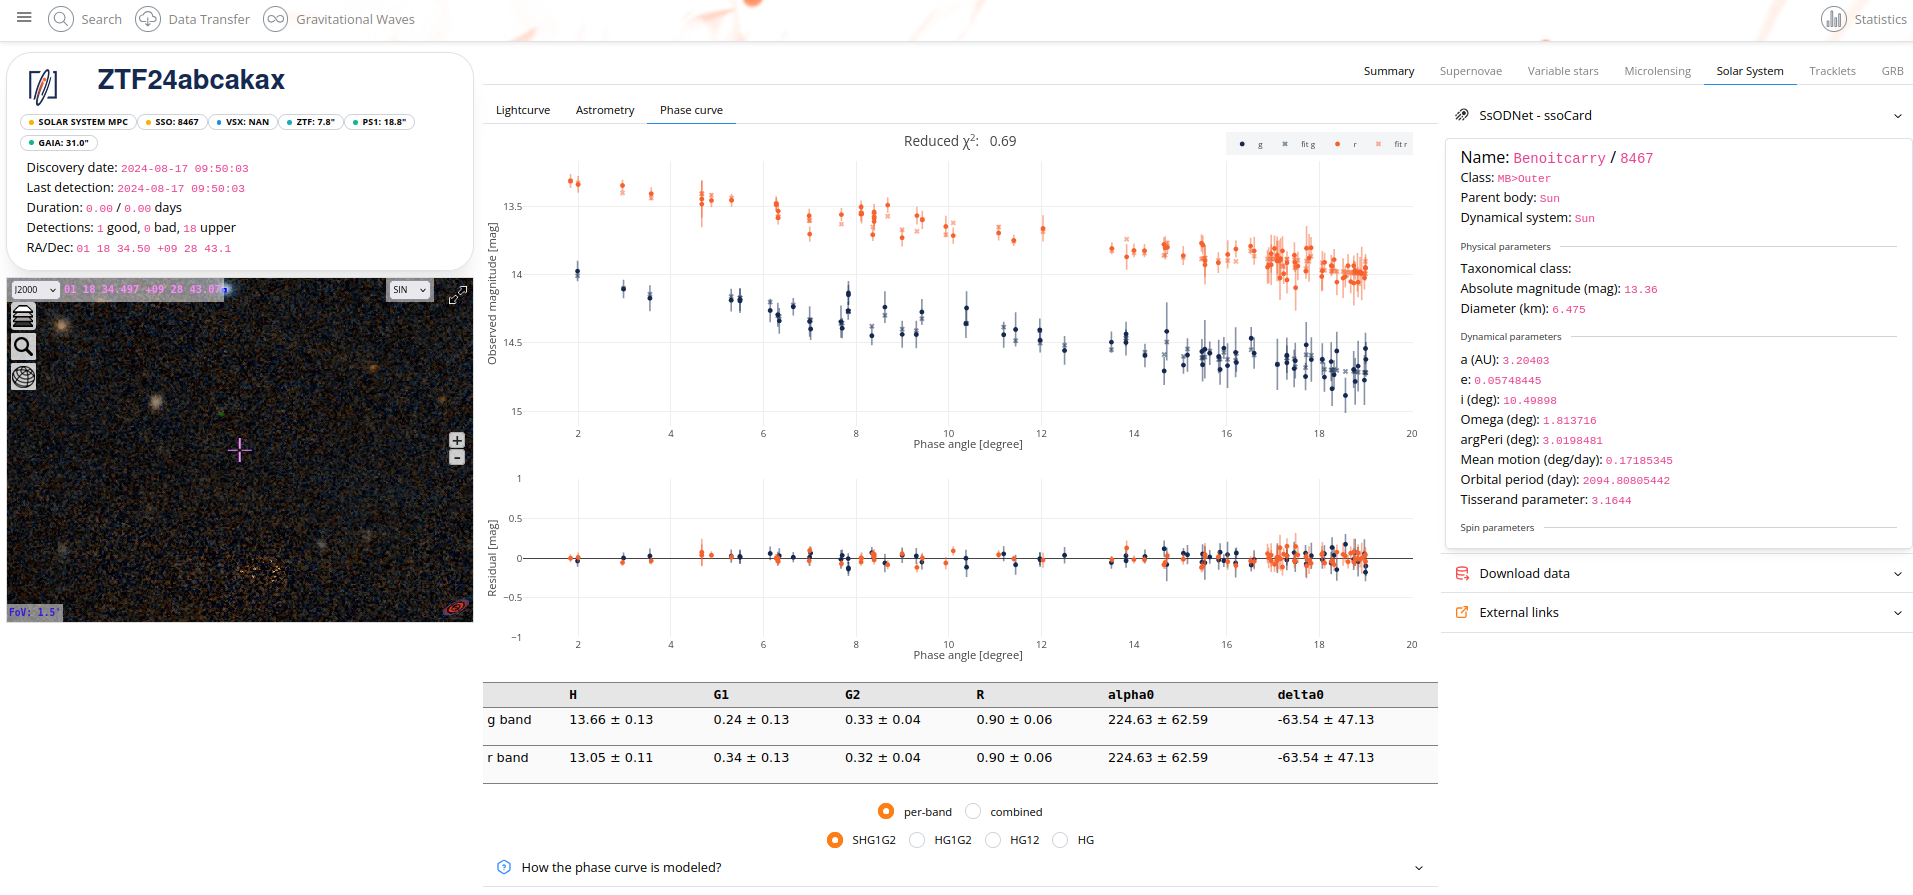 Search
Data Transfer
Gravitational Waves
Statistics
ZTF24abcakax
SOLAR SYSTEM MPC
SSO: 8467
VSX: NAN
ZTF: 7.8"
PS1: 18.8"
GAIA: 31.0"
Discovery date: 2024-08-17 09:50:03
Last detection: 2024-08-17 09:50:03
Duration: 0.00 / 0.00 days
Detections: 1 good, 0 bad, 18 upper
RA/Dec: 01 18 34.50 +09 28 43.1
J2000
01 18 34.497 +09 28 43.07
SIN
+
-
FoV: 1.5'
Summary
Supernovae
Variable stars
Microlensing
Solar System
Tracklets
GRB
Lightcurve
Astrometry
Phase curve
Reduced χ²: 0.69
g
fit g
r
fit r
Observed magnitude [mag]
13.5
14
14.5
15
2 4 6 8 10 12 14 16 18 20
Phase angle [degree]
Residual [mag]
1
0.5
0
−0.5
−1
2 4 6 8 10 12 14 16 18 20
Phase angle [degree]
H G1 G2 R alpha0 delta0
g band 13.66 ± 0.13 0.24 ± 0.13 0.33 ± 0.04 0.90 ± 0.06 224.63 ± 62.59 -63.54 ± 47.13
r band 13.05 ± 0.11 0.34 ± 0.13 0.32 ± 0.04 0.90 ± 0.06 224.63 ± 62.59 -63.54 ± 47.13
per-band combined
SHG1G2 HG1G2 HG12 HG
How the phase curve is modeled?
SsODNet - ssoCard
Name: Benoitcarry / 8467
Class: MB>Outer
Parent body: Sun
Dynamical system: Sun
Physical parameters
Taxonomical class:
Absolute magnitude (mag): 13.36
Diameter (km): 6.475
Dynamical parameters
a (AU): 3.20403
e: 0.05748445
i (deg): 10.49898
Omega (deg): 1.813716
argPeri (deg): 3.0198481
Mean motion (deg/day): 0.17185345
Orbital period (day): 2094.80805442
Tisserand parameter: 3.1644
Spin parameters
Download data
External links